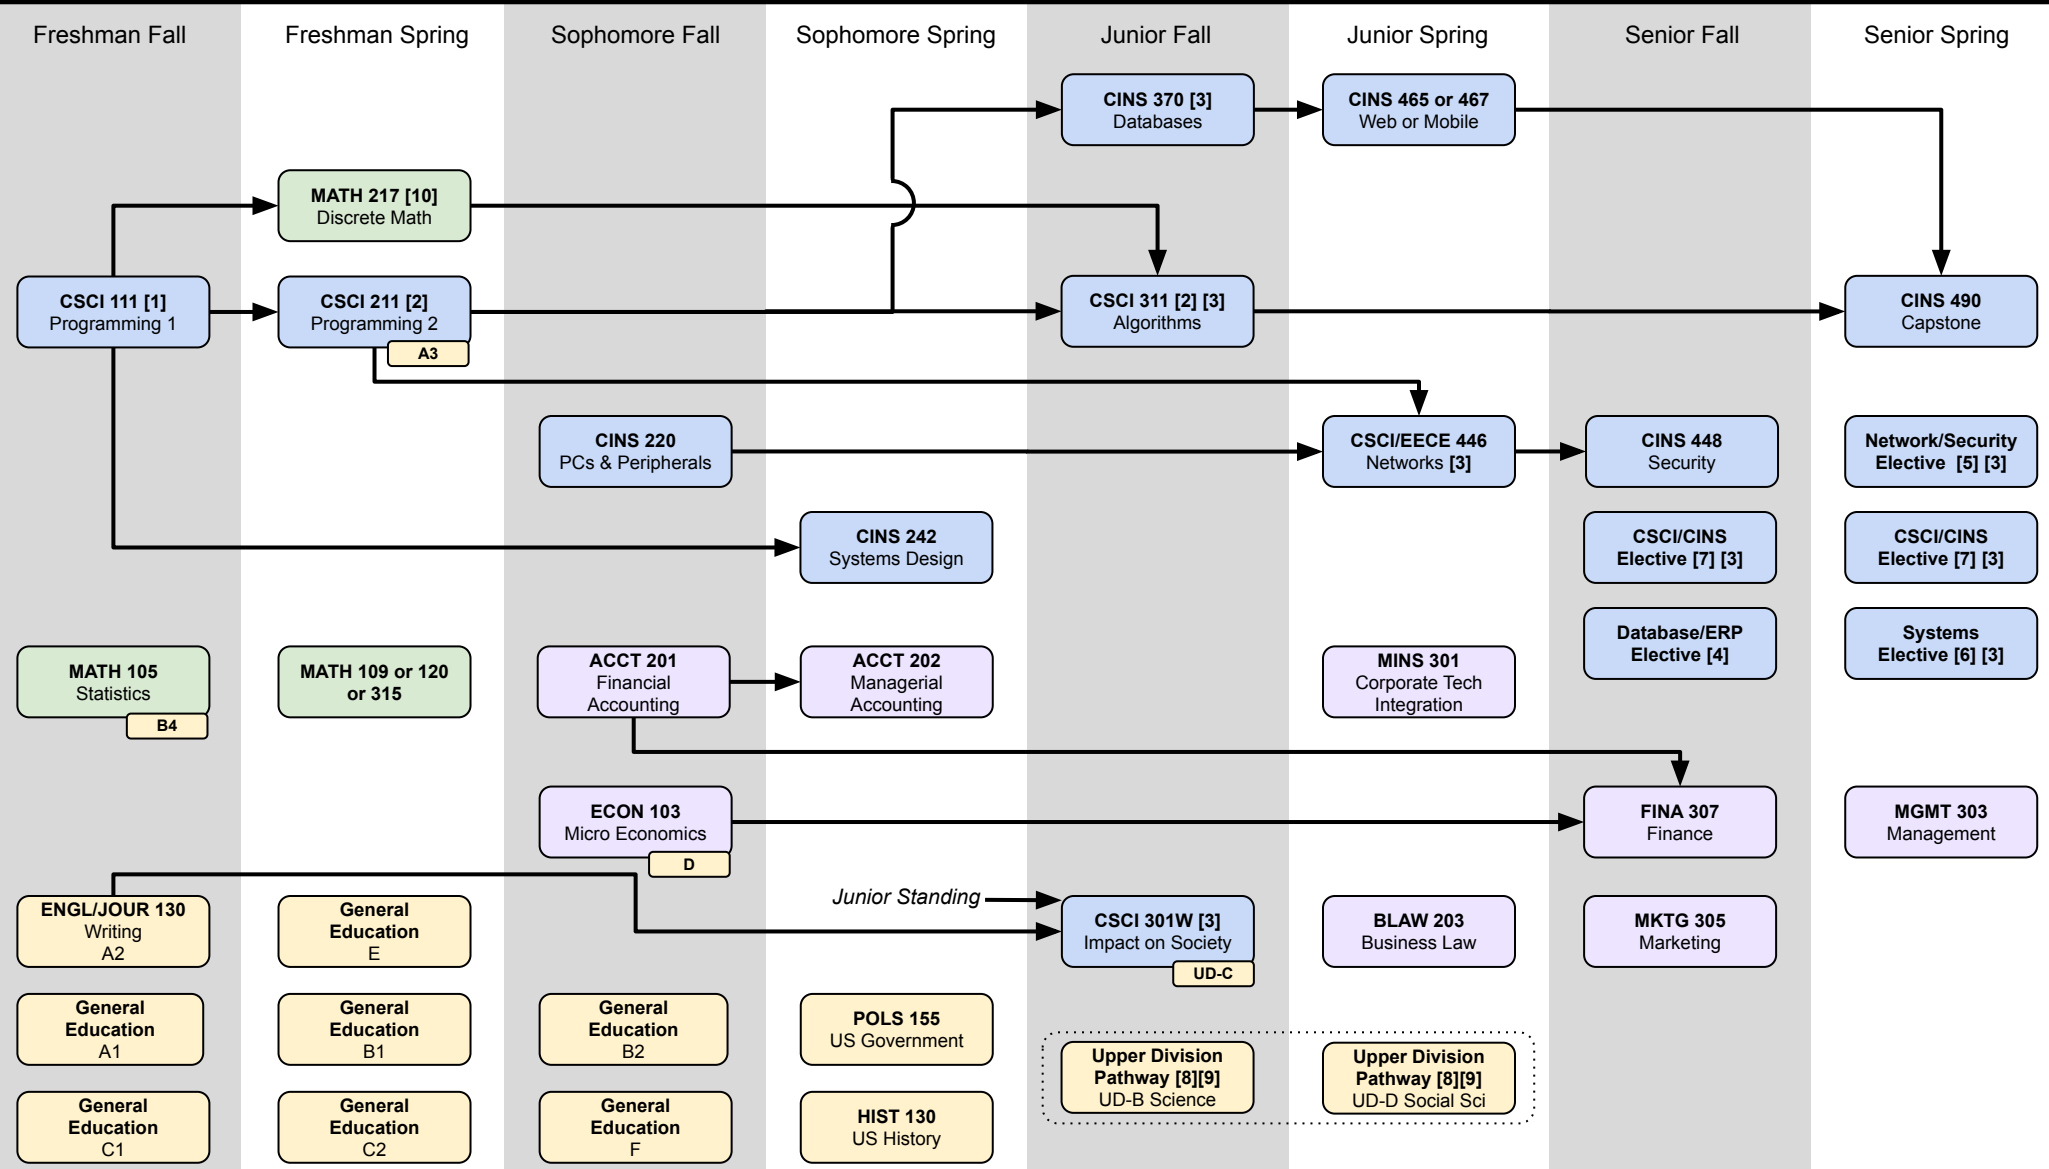 Freshman Fall
Freshman Spring
Sophomore Fall
Sophomore Spring
Junior Fall
Junior Spring
Senior Fall
Senior Spring
CINS 370 [3]
Databases
CINS 465 or 467
Web or Mobile
MATH 217 [10]
Discrete Math
CSCI 111 [1]
Programming 1
CSCI 211 [2]
Programming 2
A3
CSCI 311 [2] [3]
Algorithms
CINS 490
Capstone
CINS 220
PCs & Peripherals
CSCI/EECE 446
Networks [3]
CINS 448
Security
Network/Security
Elective [5] [3]
CINS 242
Systems Design
CSCI/CINS
Elective [7] [3]
CSCI/CINS
Elective [7] [3]
Database/ERP
Elective [4]
Systems
Elective [6] [3]
MATH 105
Statistics
B4
MATH 109 or 120
or 315
ACCT 201
Financial
Accounting
ACCT 202
Managerial
Accounting
MINS 301
Corporate Tech
Integration
ECON 103
Micro Economics
D
FINA 307
Finance
MGMT 303
Management
ENGL/JOUR 130
Writing
A2
General
Education
E
Junior Standing
CSCI 301W [3]
Impact on Society
UD-C
BLAW 203
Business Law
MKTG 305
Marketing
General
Education
A1
General
Education
B1
General
Education
B2
POLS 155
US Government
Upper Division
Pathway [8][9]
UD-B Science
Upper Division
Pathway [8][9]
UD-D Social Sci
General
Education
C1
General
Education
C2
General
Education
F
HIST 130
US History